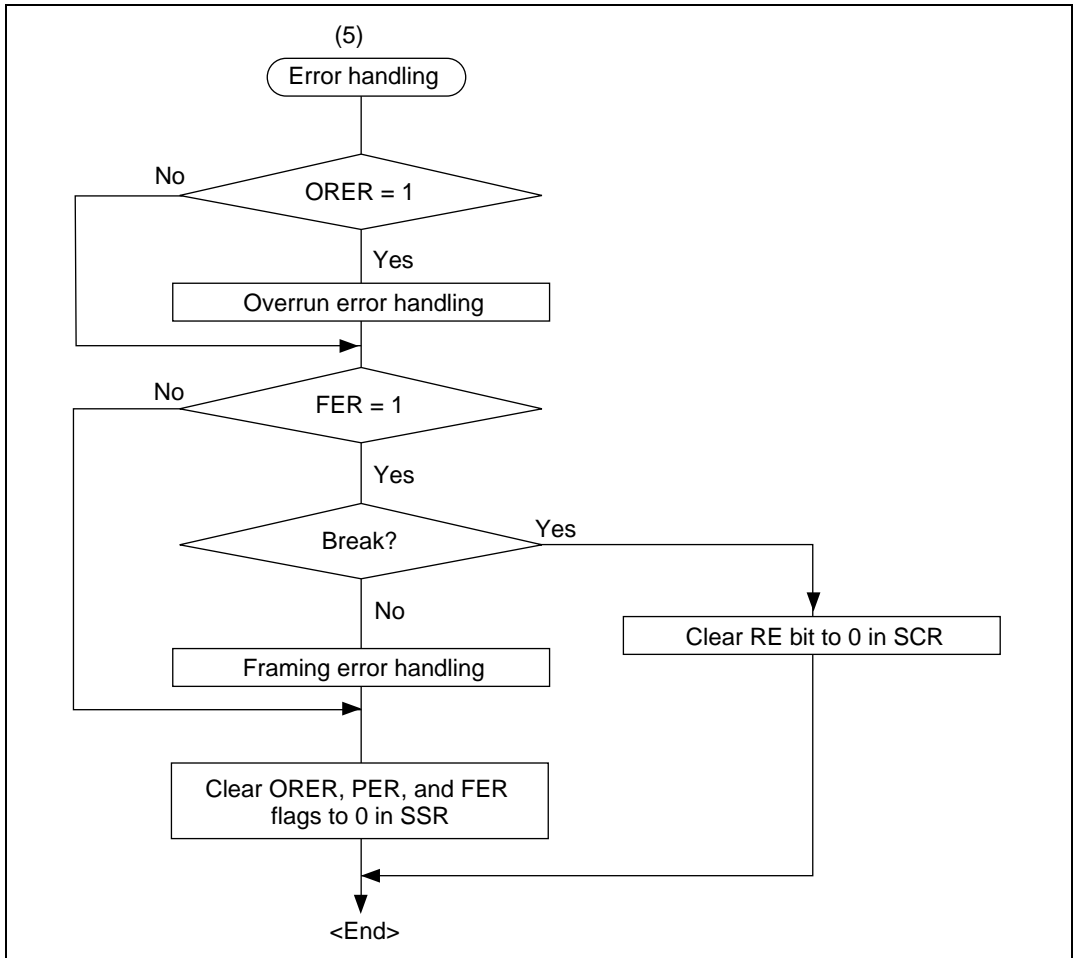 (5)
Error handling
No
ORER = 1
Yes
Overrun error handling
No
FER = 1
Yes
Break?
Yes
No
Clear RE bit to 0 in SCR
Framing error handling
Clear ORER, PER, and FER
flags to 0 in SSR
<End>